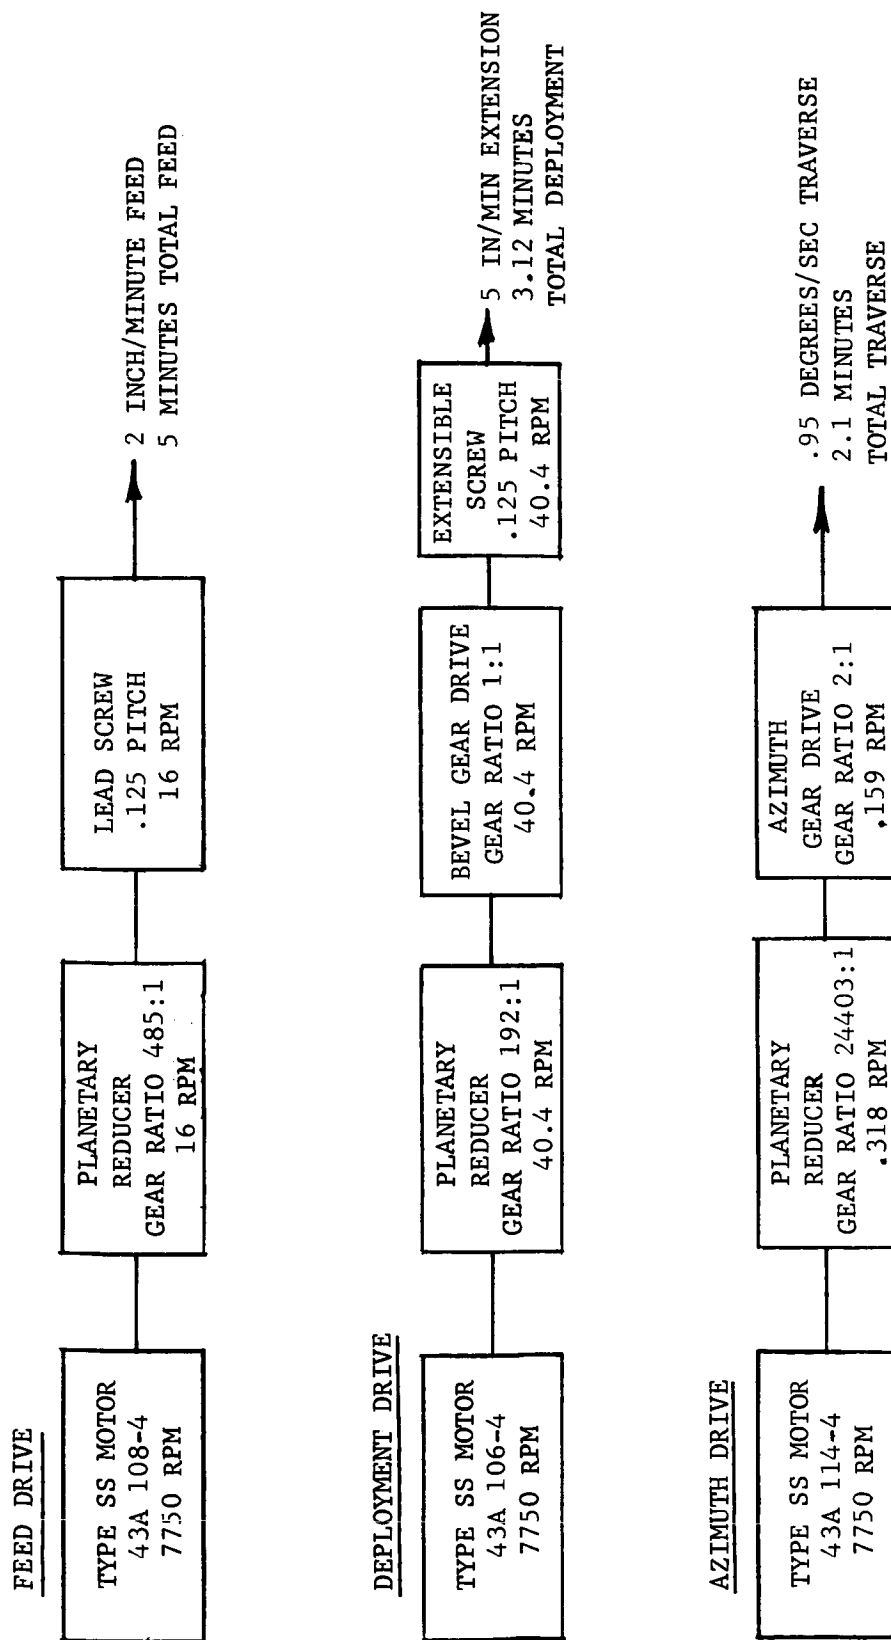 FEED DRIVE
TYPE SS MOTOR
43A 108-4
7750 RPM
PLANETARY
REDUCER
GEAR RATIO 485:1
16 RPM
LEAD SCREW
.125 PITCH
16 RPM
2 INCH/MINUTE FEED
5 MINUTES TOTAL FEED
DEPLOYMENT DRIVE
TYPE SS MOTOR
43A 106-4
7750 RPM
PLANETARY
REDUCER
GEAR RATIO 192:1
40.4 RPM
BEVEL GEAR DRIVE
GEAR RATIO 1:1
40.4 RPM
EXTENSIBLE
SCREW
.125 PITCH
40.4 RPM
5 IN/MIN EXTENSION
3.12 MINUTES
TOTAL DEPLOYMENT
AZIMUTH DRIVE
TYPE SS MOTOR
43A 114-4
7750 RPM
PLANETARY
REDUCER
GEAR RATIO 24403:1
.318 RPM
AZIMUTH
GEAR DRIVE
GEAR RATIO 2:1
.159 RPM
.95 DEGREES/SEC TRAVERSE
2.1 MINUTES
TOTAL TRAVERSE